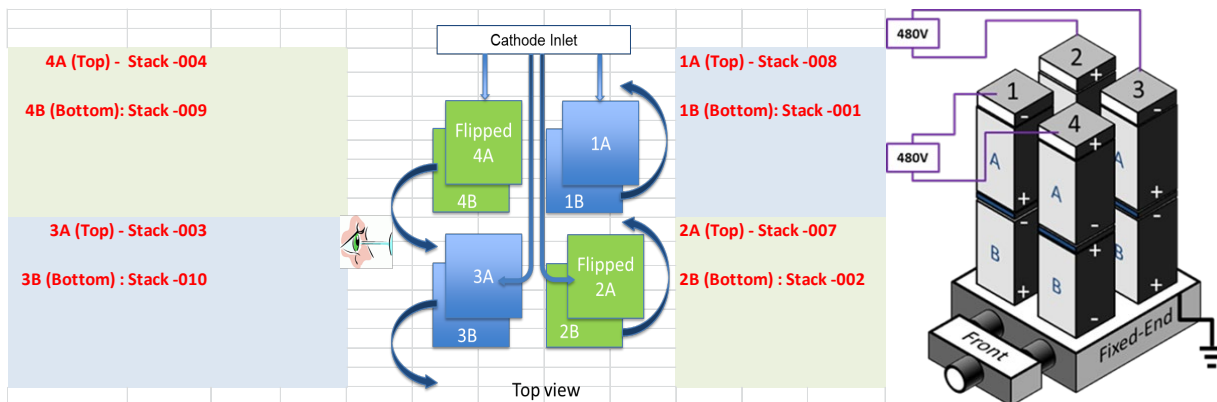 Cathode Inlet
4A (Top) - Stack -004
4B (Bottom): Stack -009
1A (Top) - Stack -008
1B (Bottom): Stack -001
Flipped
4A
4B
1A
1B
3A (Top) - Stack -003
3B (Bottom) : Stack -010
2A (Top) - Stack -007
2B (Bottom) : Stack -002
3A
3B
Flipped
2A
2B
Top view
480V
480V
2
+
1
-
3
-
4
+
A
+
A
-
A
+
-
+
-
B
+
B
-
B
+
Front
Fixed-End